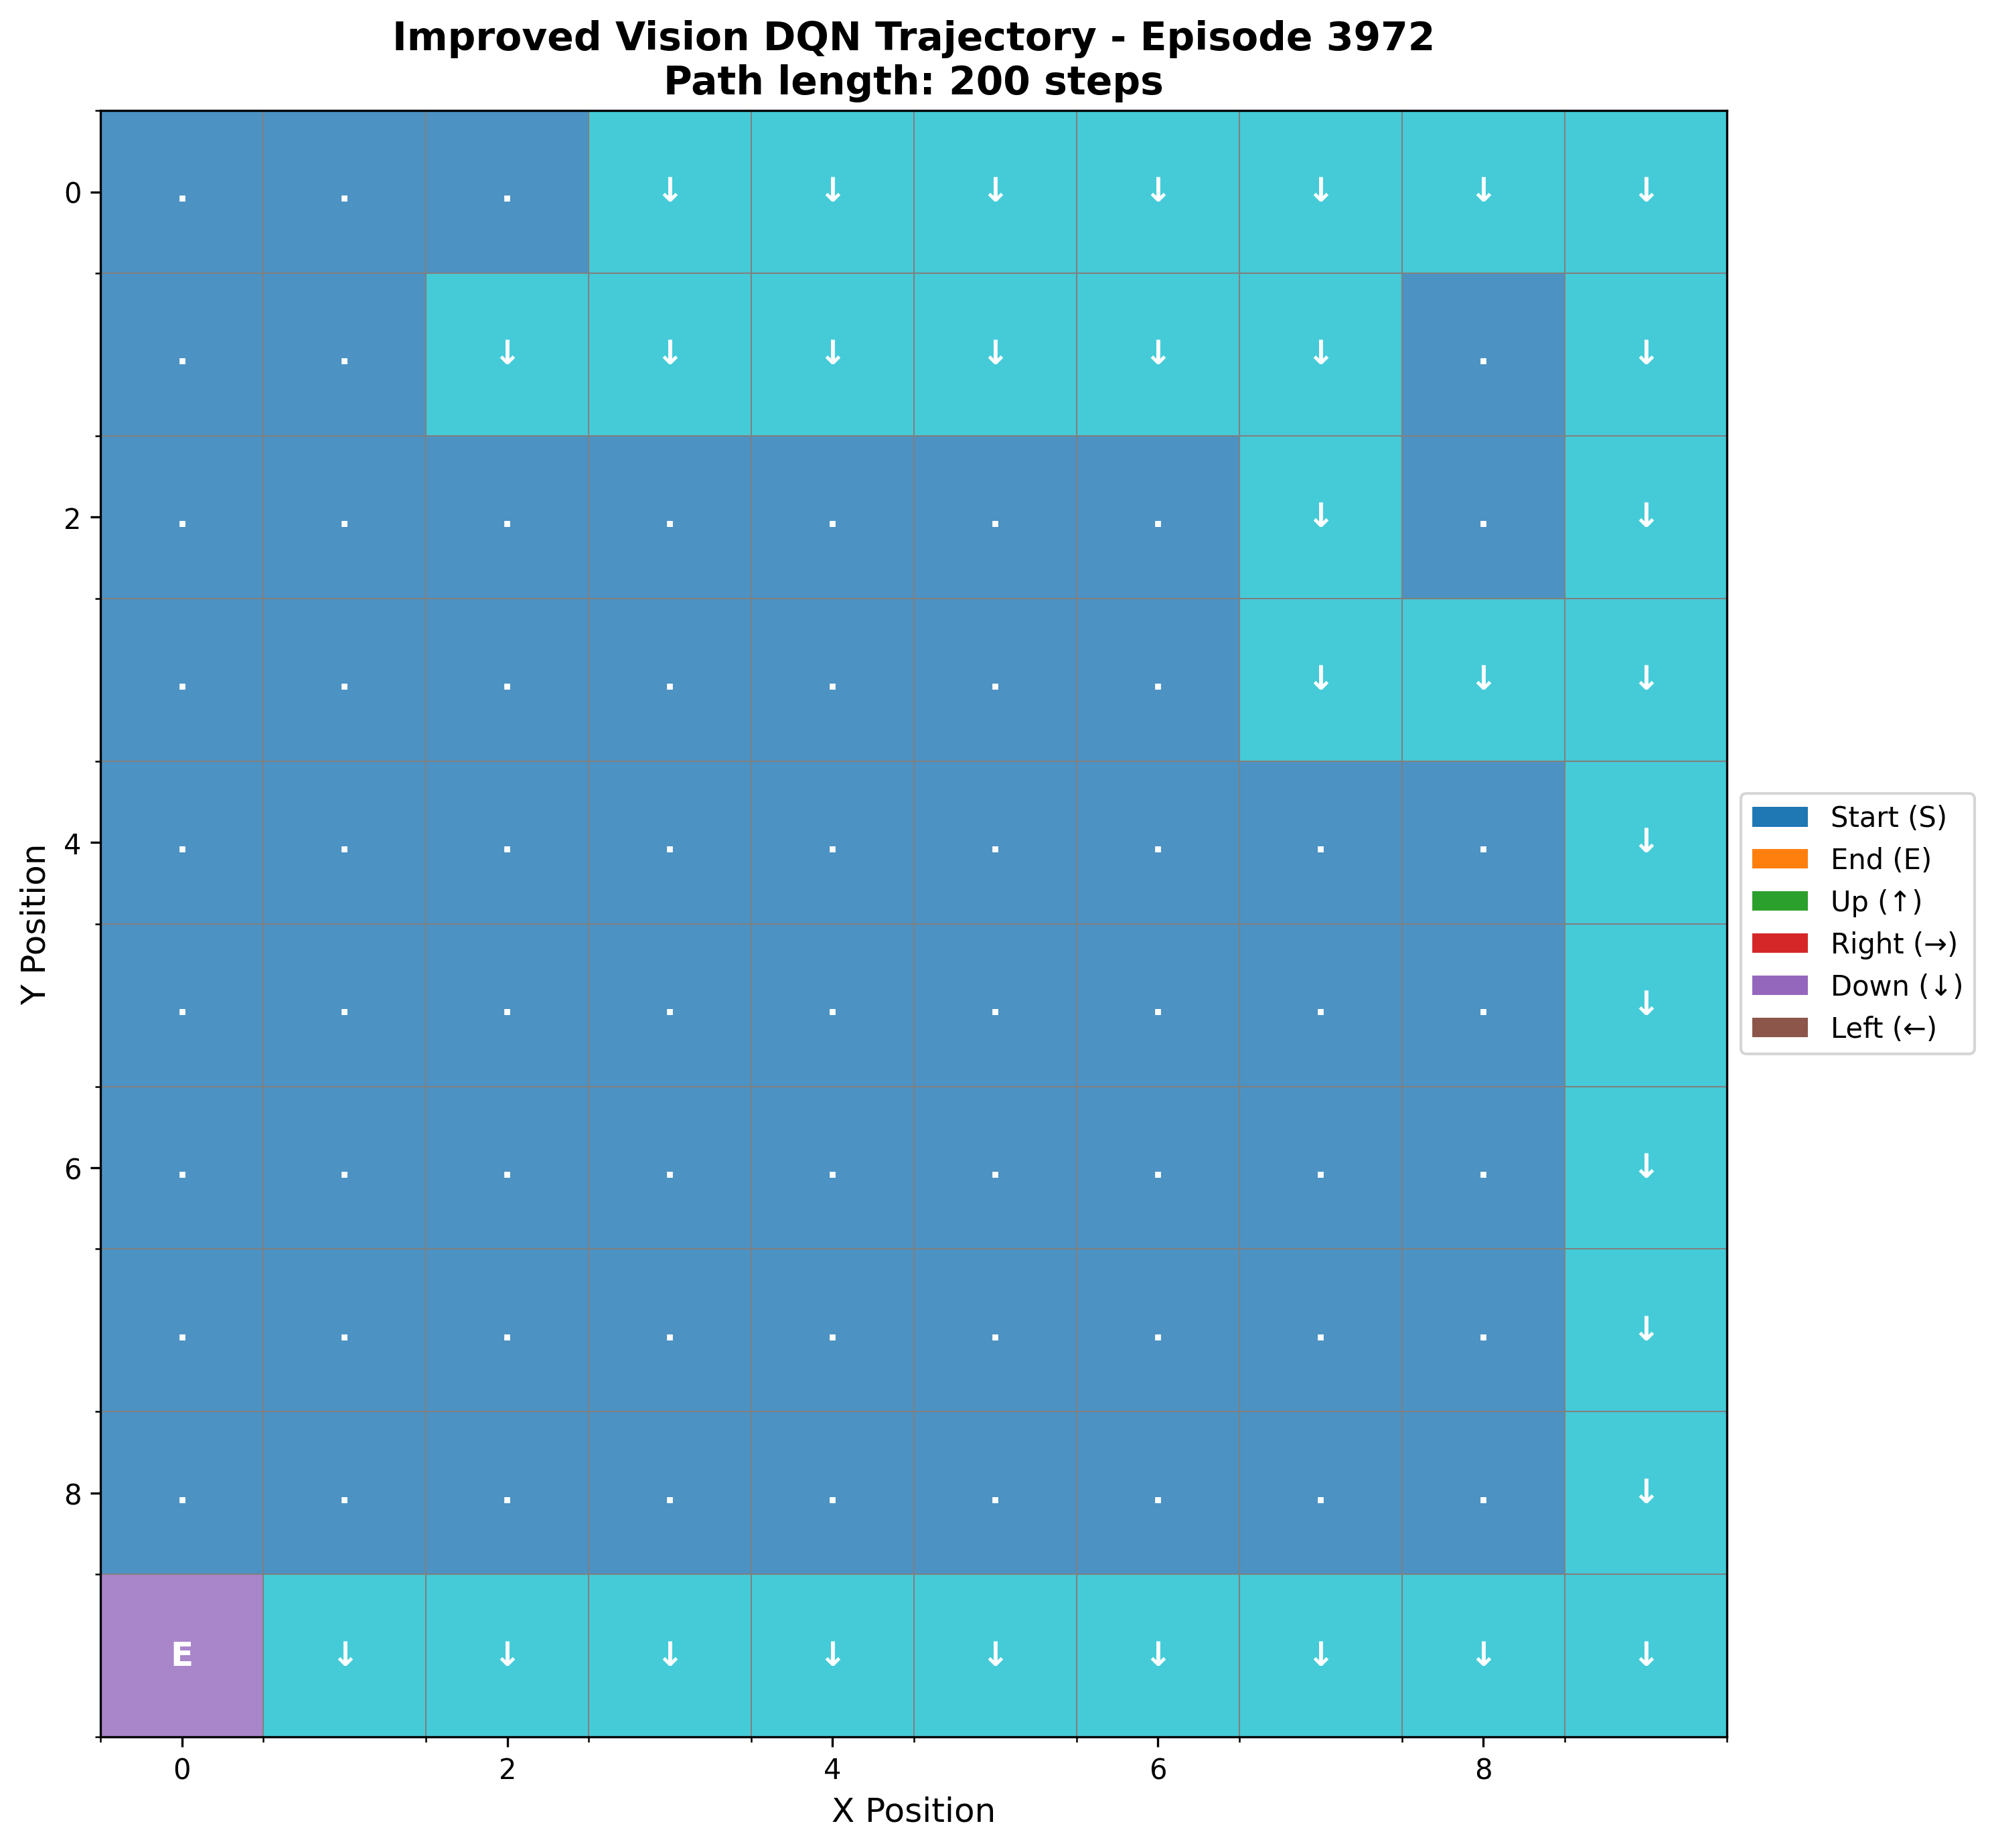 Improved Vision DQN Trajectory - Episode 3972
Path length: 200 steps
0 . . . ↓ ↓ ↓ ↓ ↓ ↓ ↓
. . ↓ ↓ ↓ ↓ ↓ ↓ . ↓
2 . . . . . . . ↓ . ↓
. . . . . . . ↓ ↓ ↓
4 . . . . . . . . . ↓
. . . . . . . . . ↓
6 . . . . . . . . . ↓
. . . . . . . . . ↓
8 . . . . . . . . . ↓
E ↓ ↓ ↓ ↓ ↓ ↓ ↓ ↓ ↓
0 2 4 6 8
X Position
Y Position
Start (S)
End (E)
Up (↑)
Right (→)
Down (↓)
Left (←)